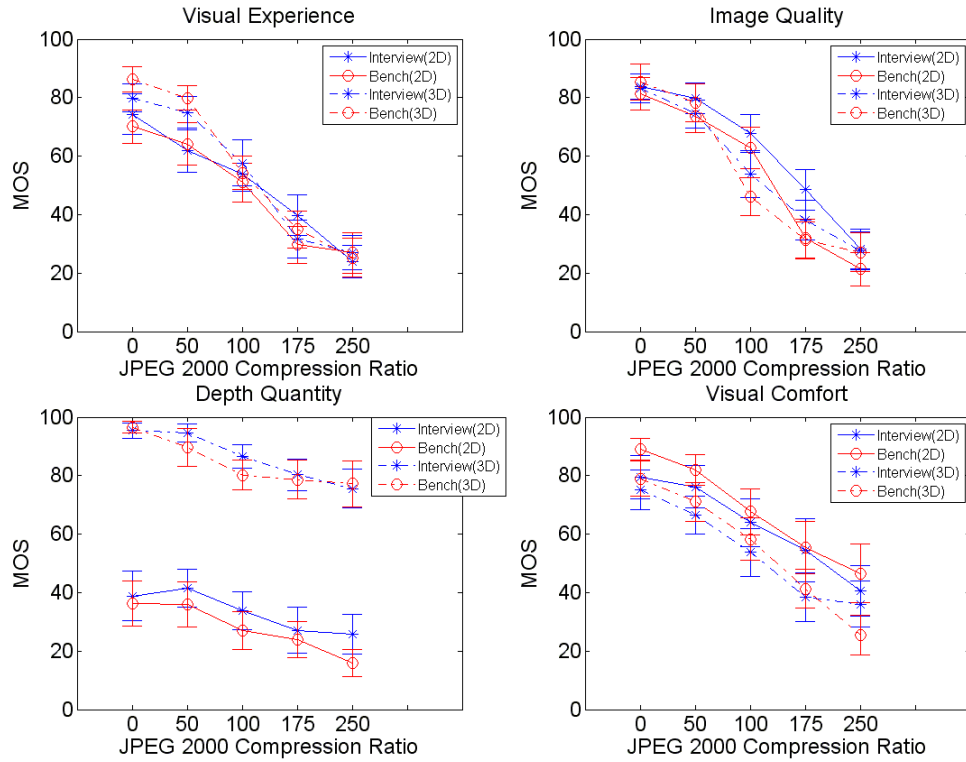 Visual Experience
100
80
60
40
20
0
MOS
Interview(2D)
Bench(2D)
Interview(3D)
Bench(3D)
0 50 100 175 250
JPEG 2000 Compression Ratio
Image Quality
100
80
60
40
20
0
MOS
Interview(2D)
Bench(2D)
Interview(3D)
Bench(3D)
0 50 100 175 250
JPEG 2000 Compression Ratio
Depth Quantity
100
80
60
40
20
0
MOS
Interview(2D)
Bench(2D)
Interview(3D)
Bench(3D)
0 50 100 175 250
JPEG 2000 Compression Ratio
Visual Comfort
100
80
60
40
20
0
MOS
Interview(2D)
Bench(2D)
Interview(3D)
Bench(3D)
0 50 100 175 250
JPEG 2000 Compression Ratio